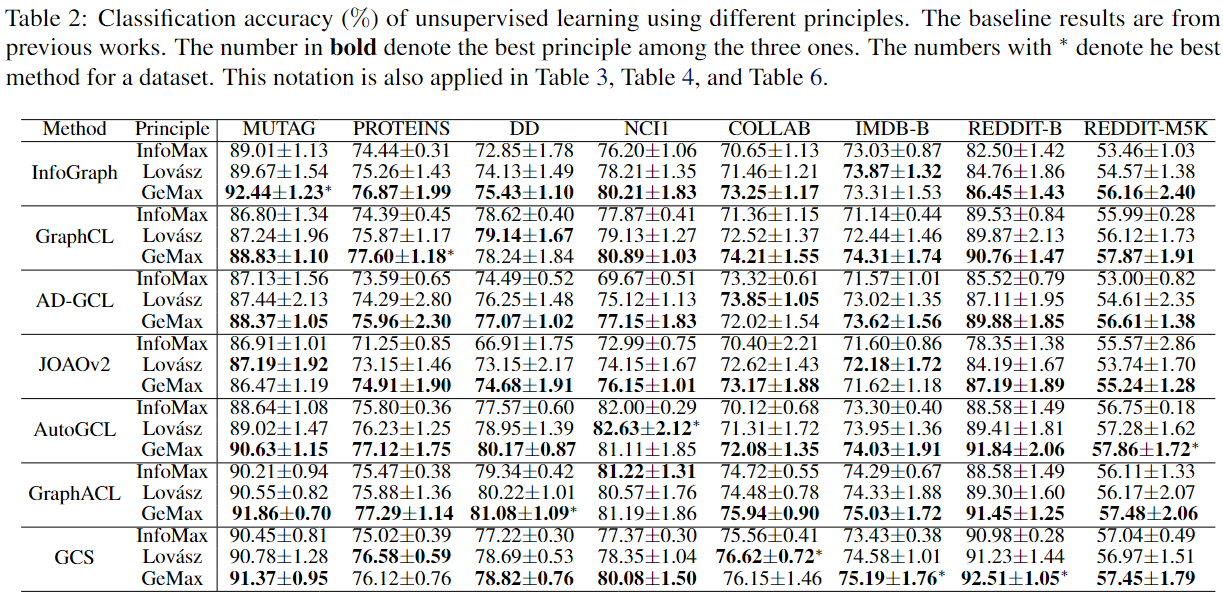 Table 2: Classification accuracy (%) of unsupervised learning using different principles. The baseline results are from
previous works. The number in bold denote the best principle among the three ones. The numbers with * denote he best
method for a dataset. This notation is also applied in Table 3, Table 4, and Table 6.
Method Principle MUTAG PROTEINS DD NCI1 COLLAB IMDB-B REDDIT-B REDDIT-M5K
InfoMax 89.01±1.13 74.44±0.31 72.85±1.78 76.20±1.06 70.65±1.13 73.03±0.87 82.50±1.42 53.46±1.03
InfoGraph Lovász 89.67±1.54 75.26±1.43 74.13±1.49 78.21±1.35 71.46±1.21 73.87±1.32 84.76±1.86 54.57±1.38
GeMax 92.44±1.23* 76.87±1.99 75.43±1.10 80.21±1.83 73.25±1.17 73.31±1.53 86.45±1.43 56.16±2.40
InfoMax 86.80±1.34 74.39±0.45 78.62±0.40 77.87±0.41 71.36±1.15 71.14±0.44 89.53±0.84 55.99±0.28
GraphCL Lovász 87.24±1.96 75.87±1.17 79.14±1.67 79.13±1.27 72.52±1.37 72.44±1.46 89.87±2.13 56.12±1.73
GeMax 88.83±1.10 77.60±1.18* 78.24±1.84 80.89±1.03 74.21±1.55 74.31±1.74 90.76±1.47 57.87±1.91
InfoMax 87.13±1.56 73.59±0.65 74.49±0.52 69.67±0.51 73.32±0.61 71.57±1.01 85.52±0.79 53.00±0.82
AD-GCL Lovász 87.44±2.13 74.29±2.80 76.25±1.48 75.12±1.13 73.85±1.05 73.02±1.35 87.11±1.95 54.61±2.35
GeMax 88.37±1.05 75.96±2.30 77.07±1.02 77.15±1.83 72.02±1.54 73.62±1.56 89.88±1.85 56.61±1.38
InfoMax 86.91±1.01 71.25±0.85 66.91±1.75 72.99±0.75 70.40±2.21 71.60±0.86 78.35±1.38 55.57±2.86
JOAOv2 Lovász 87.19±1.92 73.15±1.46 73.15±2.17 74.15±1.67 72.62±1.43 72.18±1.72 84.19±1.67 53.74±1.70
GeMax 86.47±1.19 74.91±1.90 74.68±1.91 76.15±1.01 73.17±1.88 71.62±1.18 87.19±1.89 55.24±1.28
InfoMax 88.64±1.08 75.80±0.36 77.57±0.60 82.00±0.29 70.12±0.68 73.30±0.40 88.58±1.49 56.75±0.18
AutoGCL Lovász 89.02±1.47 76.23±1.25 78.95±1.39 82.63±2.12* 71.31±1.72 73.95±1.36 89.41±1.81 57.28±1.62
GeMax 90.63±1.15 77.12±1.75 80.17±0.87 81.11±1.85 72.08±1.35 74.03±1.91 91.84±2.06 57.86±1.72*
InfoMax 90.21±0.94 75.47±0.38 79.34±0.42 81.22±1.31 74.72±0.55 74.29±0.67 88.58±1.49 56.11±1.33
GraphACL Lovász 90.55±0.82 75.88±1.36 80.22±1.01 80.57±1.76 74.48±0.78 74.33±1.88 89.30±1.60 56.17±2.07
GeMax 91.86±0.70 77.29±1.14 81.08±1.09* 81.19±1.86 75.94±0.90 75.03±1.72 91.45±1.25 57.48±2.06
InfoMax 90.45±0.81 75.02±0.39 77.22±0.30 77.37±0.30 75.56±0.41 73.43±0.38 90.98±0.28 57.04±0.49
GCS Lovász 90.78±1.28 76.58±0.59 78.69±0.53 78.35±1.04 76.62±0.72* 74.58±1.01 91.23±1.44 56.97±1.51
GeMax 91.37±0.95 76.12±0.76 78.82±0.76 80.08±1.50 76.15±1.46 75.19±1.76* 92.51±1.05* 57.45±1.79